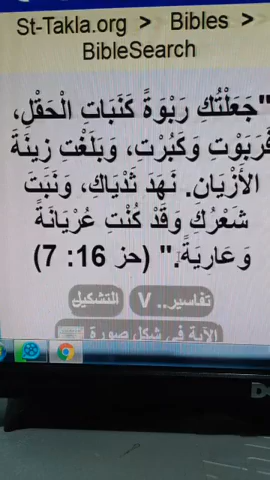 St-Takla.org > Bibles >
BibleSearch
"جَعَلْتُكِ رَبْوَةً كَنَبَاتِ الْحَقْلِ،
فَرَبَوْتِ وَكَبُرْتِ، وَبَلَغْتِ زِينَةَ
الأَزْيَانِ. نَهَدَ ثَدْيَاكِ، وَنَبَتَ
شَعْرُكِ وَقَدْ كُنْتِ عُرْيَانَةً
وَعَارِيَةً." (حز 16: 7)
تفاسير.. ٧ التشكيل
الآية في شكل صورة